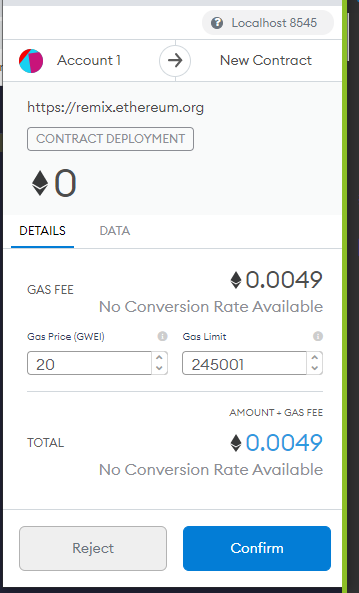 Localhost 8545
Account 1
New Contract
https://remix.ethereum.org
CONTRACT DEPLOYMENT
0
DETAILS DATA
GAS FEE
0.0049
No Conversion Rate Available
Gas Price (GWEI) Gas Limit
20 245001
AMOUNT + GAS FEE
TOTAL
0.0049
No Conversion Rate Available
Reject Confirm